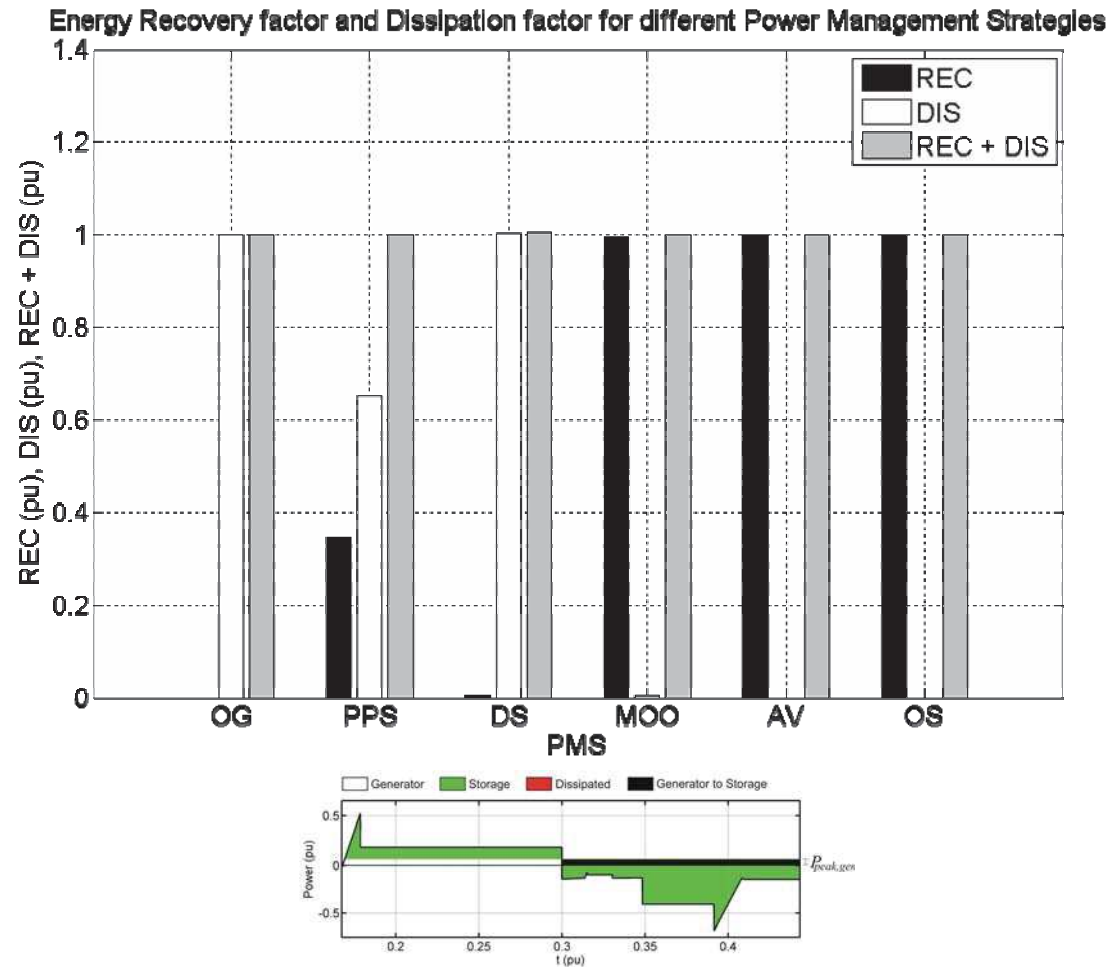 Energy Recovery factor and Dissipation factor for different Power Management Strategies
REC
DIS
REC + DIS
REC (pu), DIS (pu), REC + DIS (pu)
1.4
1.2
1
0.8
0.6
0.4
0.2
0
OG PPS DS MOO AV OS
PMS
Generator Storage Dissipated Generator to Storage
Power (pu)
0.5
0
-0.5
Ppeak,gen
0.2 0.25 0.3 0.35 0.4
t (pu)